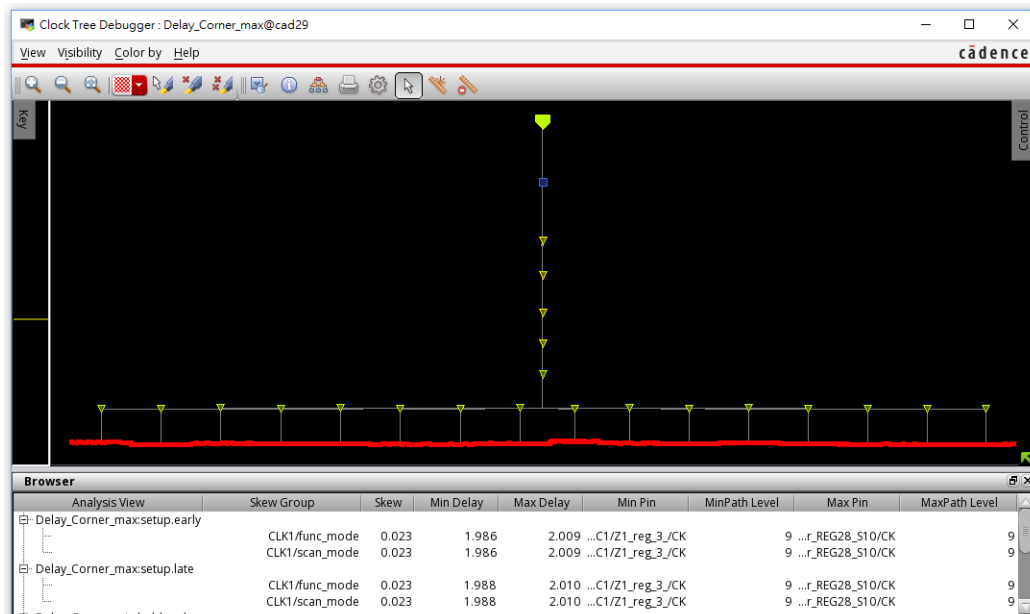 Clock Tree Debugger : Delay_Corner_max@cad29
View Visibility Color by Help
cādence
Key
Control
Browser
Analysis View Skew Group Skew Min Delay Max Delay Min Pin MinPath Level Max Pin MaxPath Level
Delay_Corner_max:setup.early
CLK1/func_mode 0.023 1.986 2.009 ...C1/Z1_reg_3_/CK 9 ...r_REG28_S10/CK 9
CLK1/scan_mode 0.023 1.986 2.009 ...C1/Z1_reg_3_/CK 9 ...r_REG28_S10/CK 9
Delay_Corner_max:setup.late
CLK1/func_mode 0.023 1.988 2.010 ...C1/Z1_reg_3_/CK 9 ...r_REG28_S10/CK 9
CLK1/scan_mode 0.023 1.988 2.010 ...C1/Z1_reg_3_/CK 9 ...r_REG28_S10/CK 9